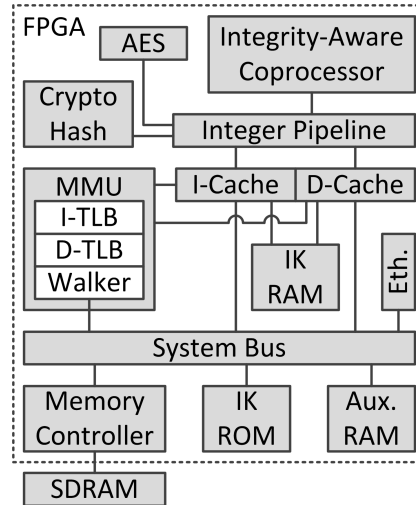 FPGA
AES
Integrity-Aware
Coprocessor
Crypto
Hash
Integer Pipeline
MMU
I-TLB
D-TLB
Walker
I-Cache
D-Cache
IK
RAM
Eth.
System Bus
Memory
Controller
IK
ROM
Aux.
RAM
SDRAM